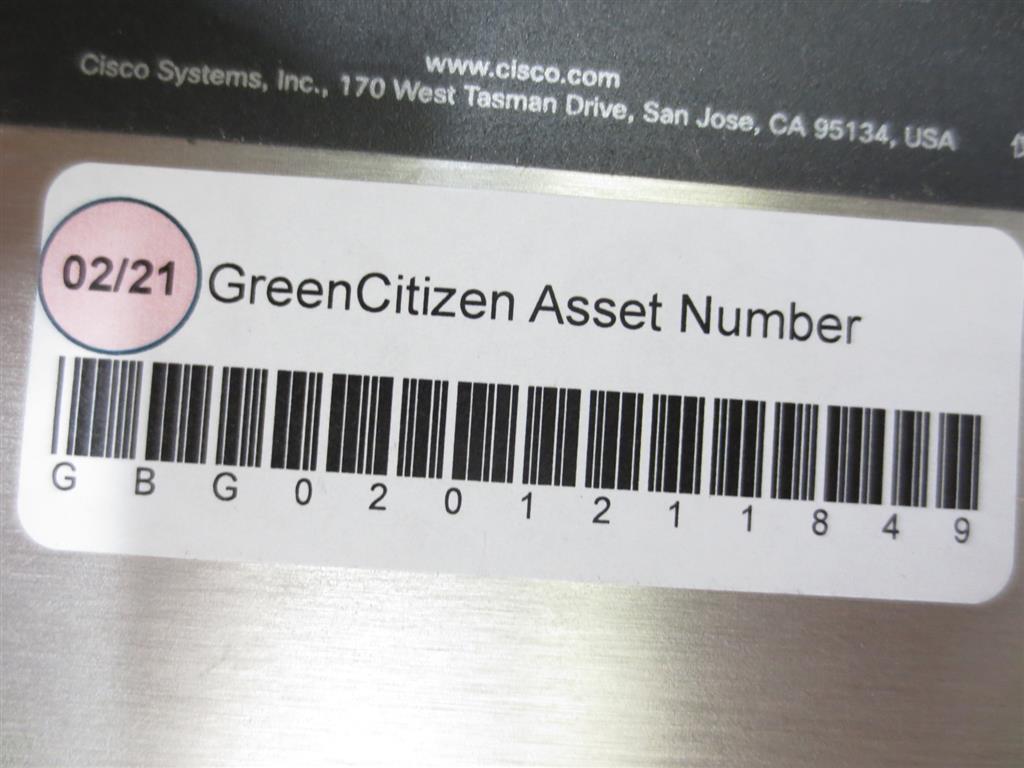 www.cisco.com
Cisco Systems, Inc., 170 West Tasman Drive, San Jose, CA 95134, USA
02/21
GreenCitizen Asset Number
G B G 0 2 0 1 2 1 1 8 4 9